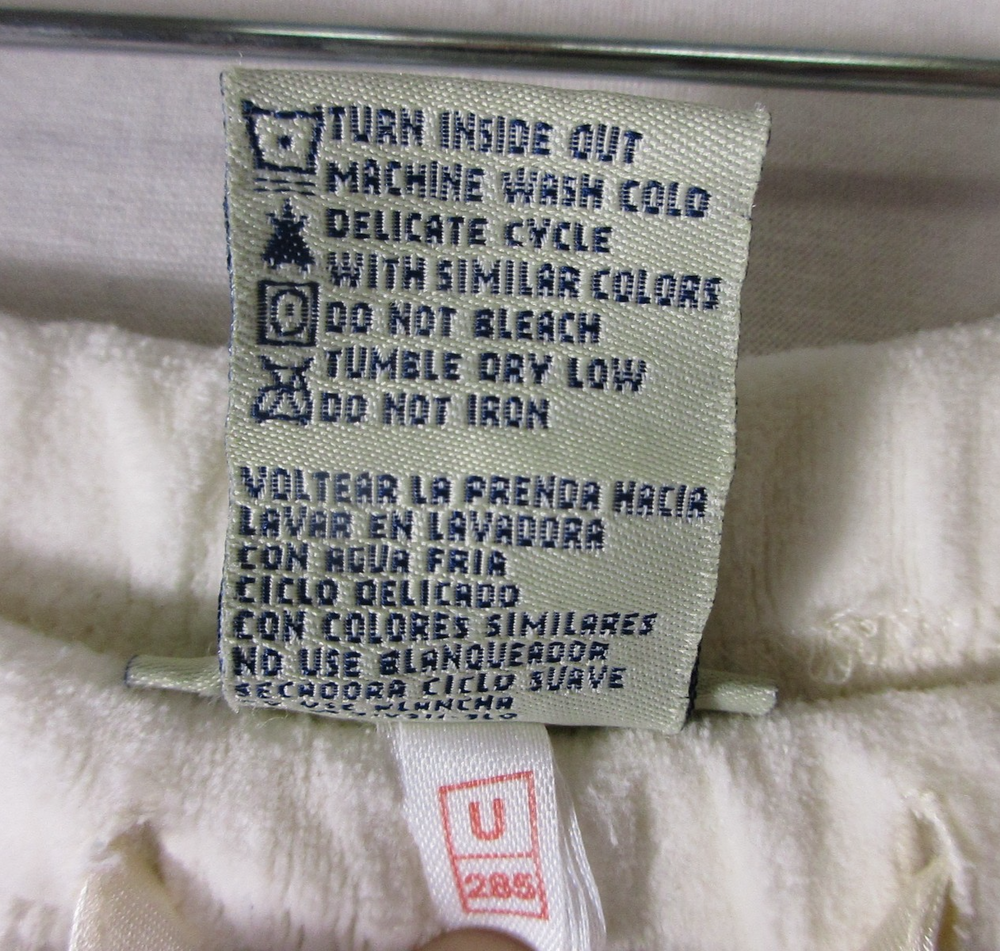 TURN INSIDE OUT
MACHINE WASH COLD
DELICATE CYCLE
WITH SIMILAR COLORS
DO NOT BLEACH
TUMBLE DRY LOW
DO NOT IRON
VOLTEAR LA PRENDA HACIA
LAVAR EN LAVADORA
CON AGUA FRIA
CICLO DELICADO
CON COLORES SIMILARES
NO USE BLANQUEADOR
SECADORA CICLO SUAVE
USE PLANCHA
U
285